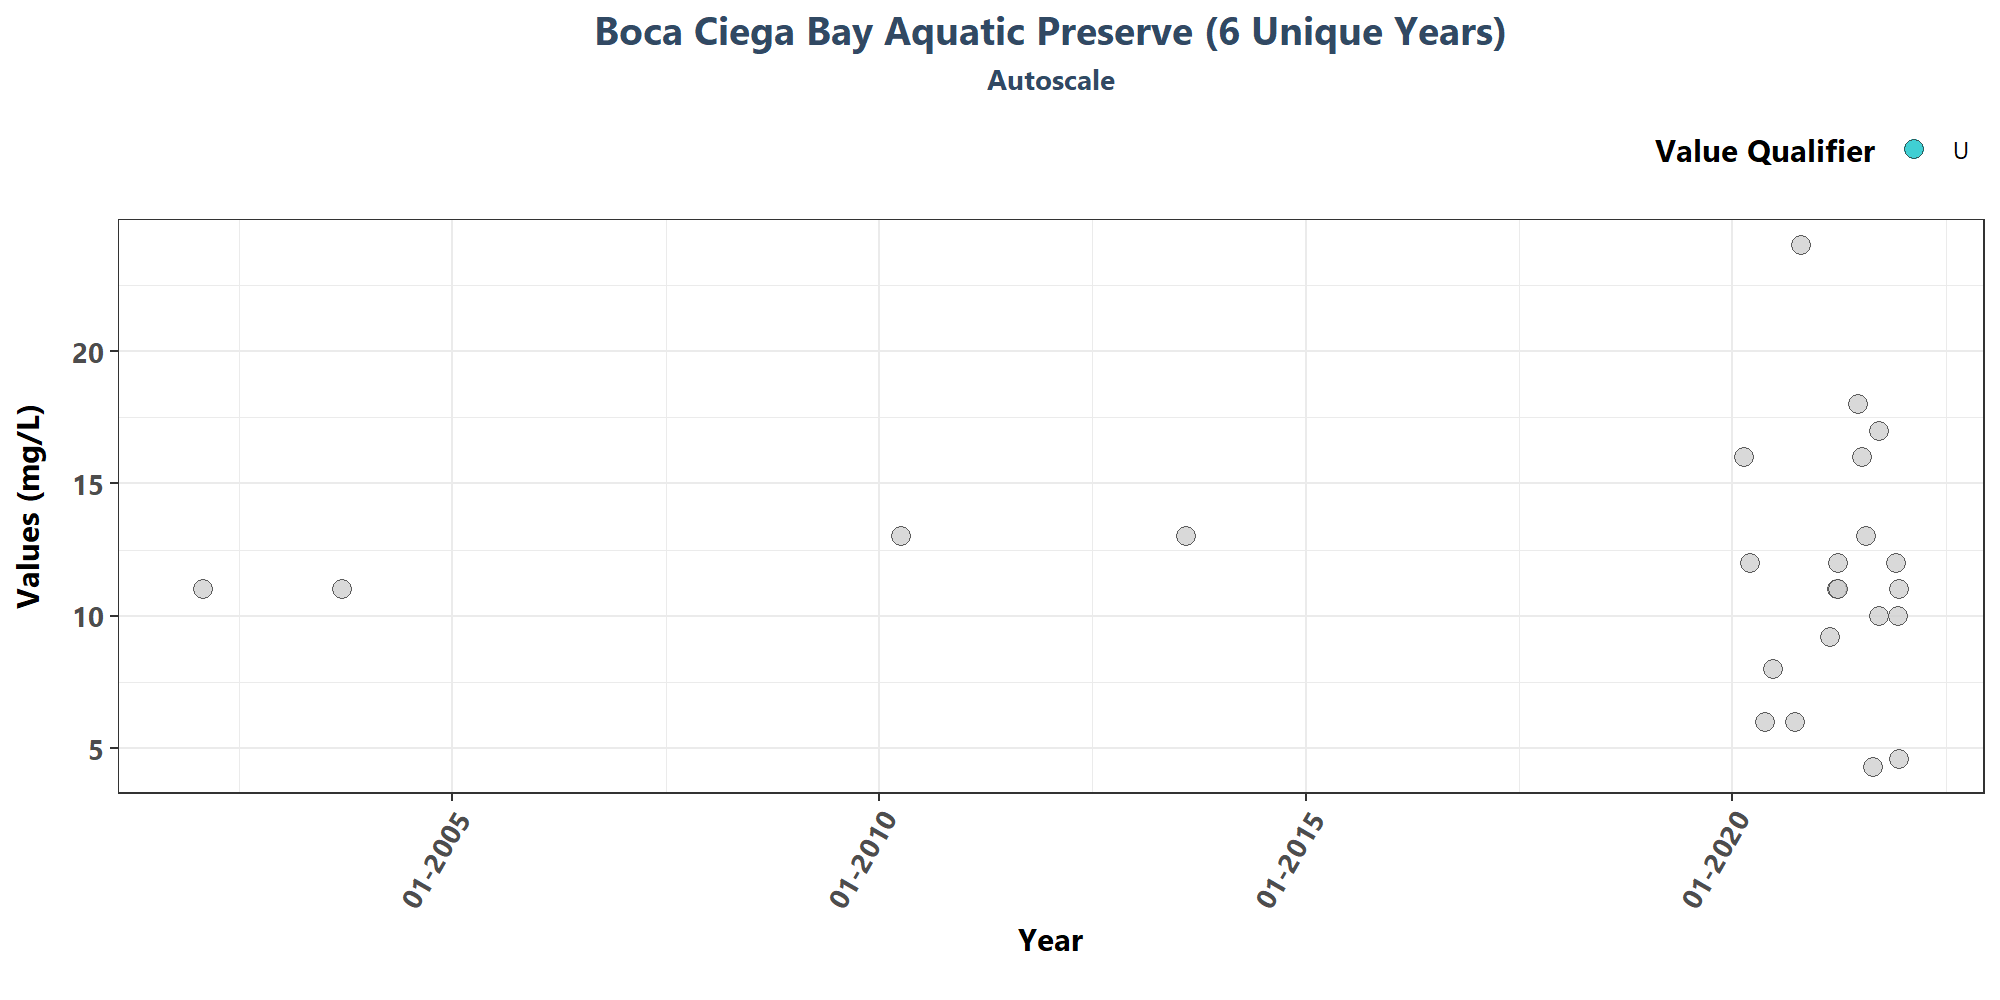 Boca Ciega Bay Aquatic Preserve (6 Unique Years)
Autoscale
Value Qualifier U
Values (mg/L)
20
15
10
5
01-2005 01-2010 01-2015 01-2020
Year